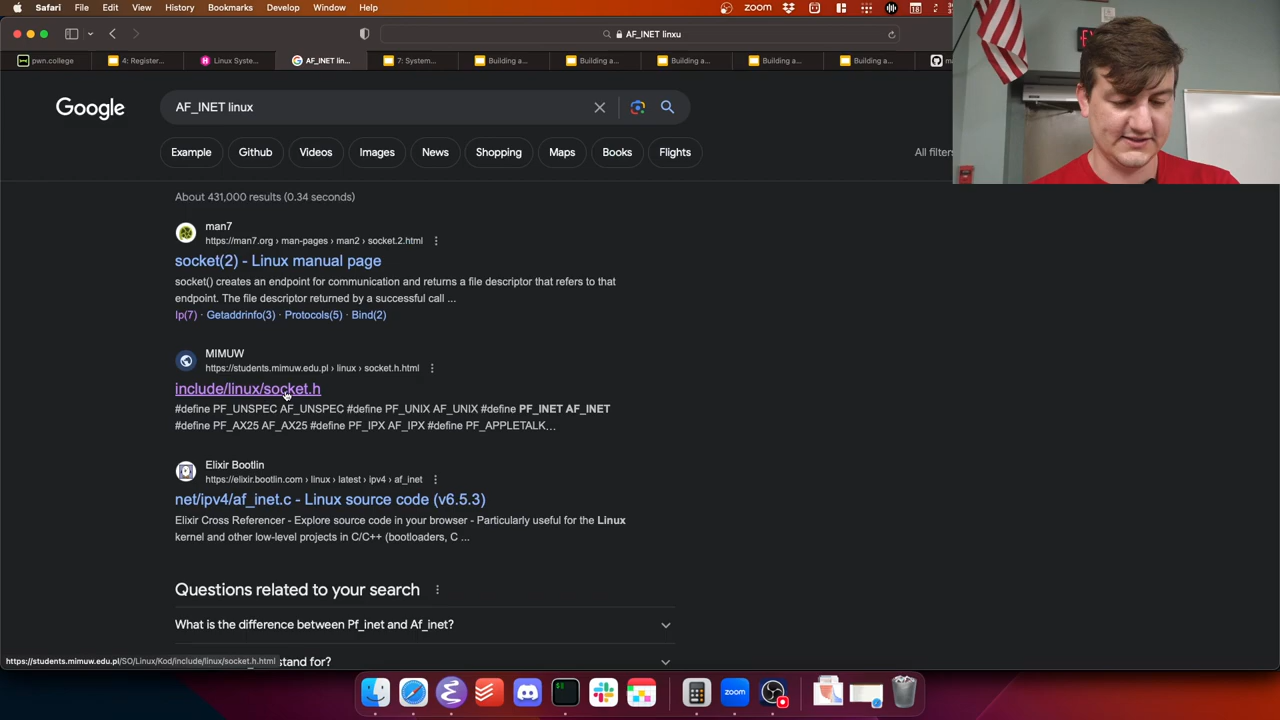 Safari File Edit View History Bookmarks Develop Window Help zoom 18
AF_INET linxu
pwn.college 4: Register... Linux Syste... AF_INET lin... 7: System... Building a... Building a... Building a... Building a... Building a...
Google
AF_INET linux
Example Github Videos Images News Shopping Maps Books Flights All filters
About 431,000 results (0.34 seconds)
man7
https://man7.org › man-pages › man2 › socket.2.html
socket(2) - Linux manual page
socket() creates an endpoint for communication and returns a file descriptor that refers to that
endpoint. The file descriptor returned by a successful call ...
Ip(7) · Getaddrinfo(3) · Protocols(5) · Bind(2)
MIMUW
https://students.mimuw.edu.pl › linux › socket.h.html
include/linux/socket.h
#define PF_UNSPEC AF_UNSPEC #define PF_UNIX AF_UNIX #define PF_INET AF_INET
#define PF_AX25 AF_AX25 #define PF_IPX AF_IPX #define PF_APPLETALK...
Elixir Bootlin
https://elixir.bootlin.com › linux › latest › ipv4 › af_inet
net/ipv4/af_inet.c - Linux source code (v6.5.3)
Elixir Cross Referencer - Explore source code in your browser - Particularly useful for the Linux
kernel and other low-level projects in C/C++ (bootloaders, C ...
Questions related to your search
What is the difference between Pf_inet and Af_inet?
https://students.mimuw.edu.pl/SO/Linux/Kod/include/linux/socket.h.html stand for?
zoom